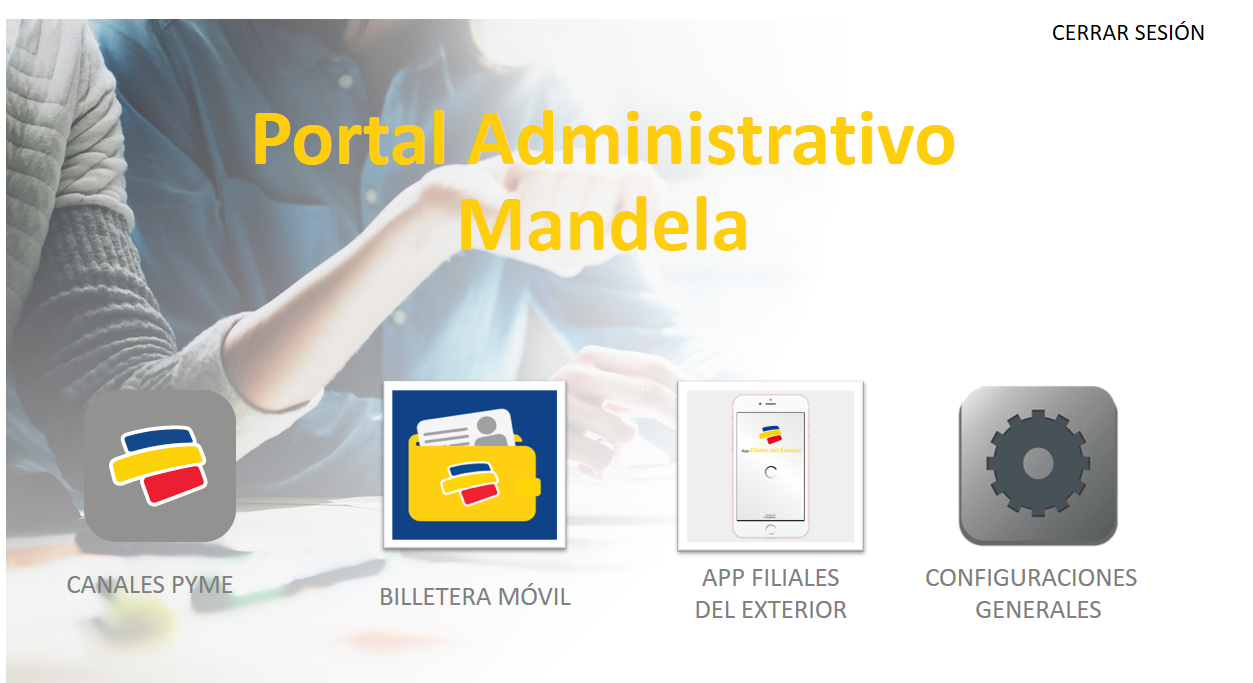 CERRAR SESIÓN
Portal Administrativo
Mandela
App Filiales del Exterior
CANALES PYME
BILLETERA MÓVIL
APP FILIALES
DEL EXTERIOR
CONFIGURACIONES
GENERALES